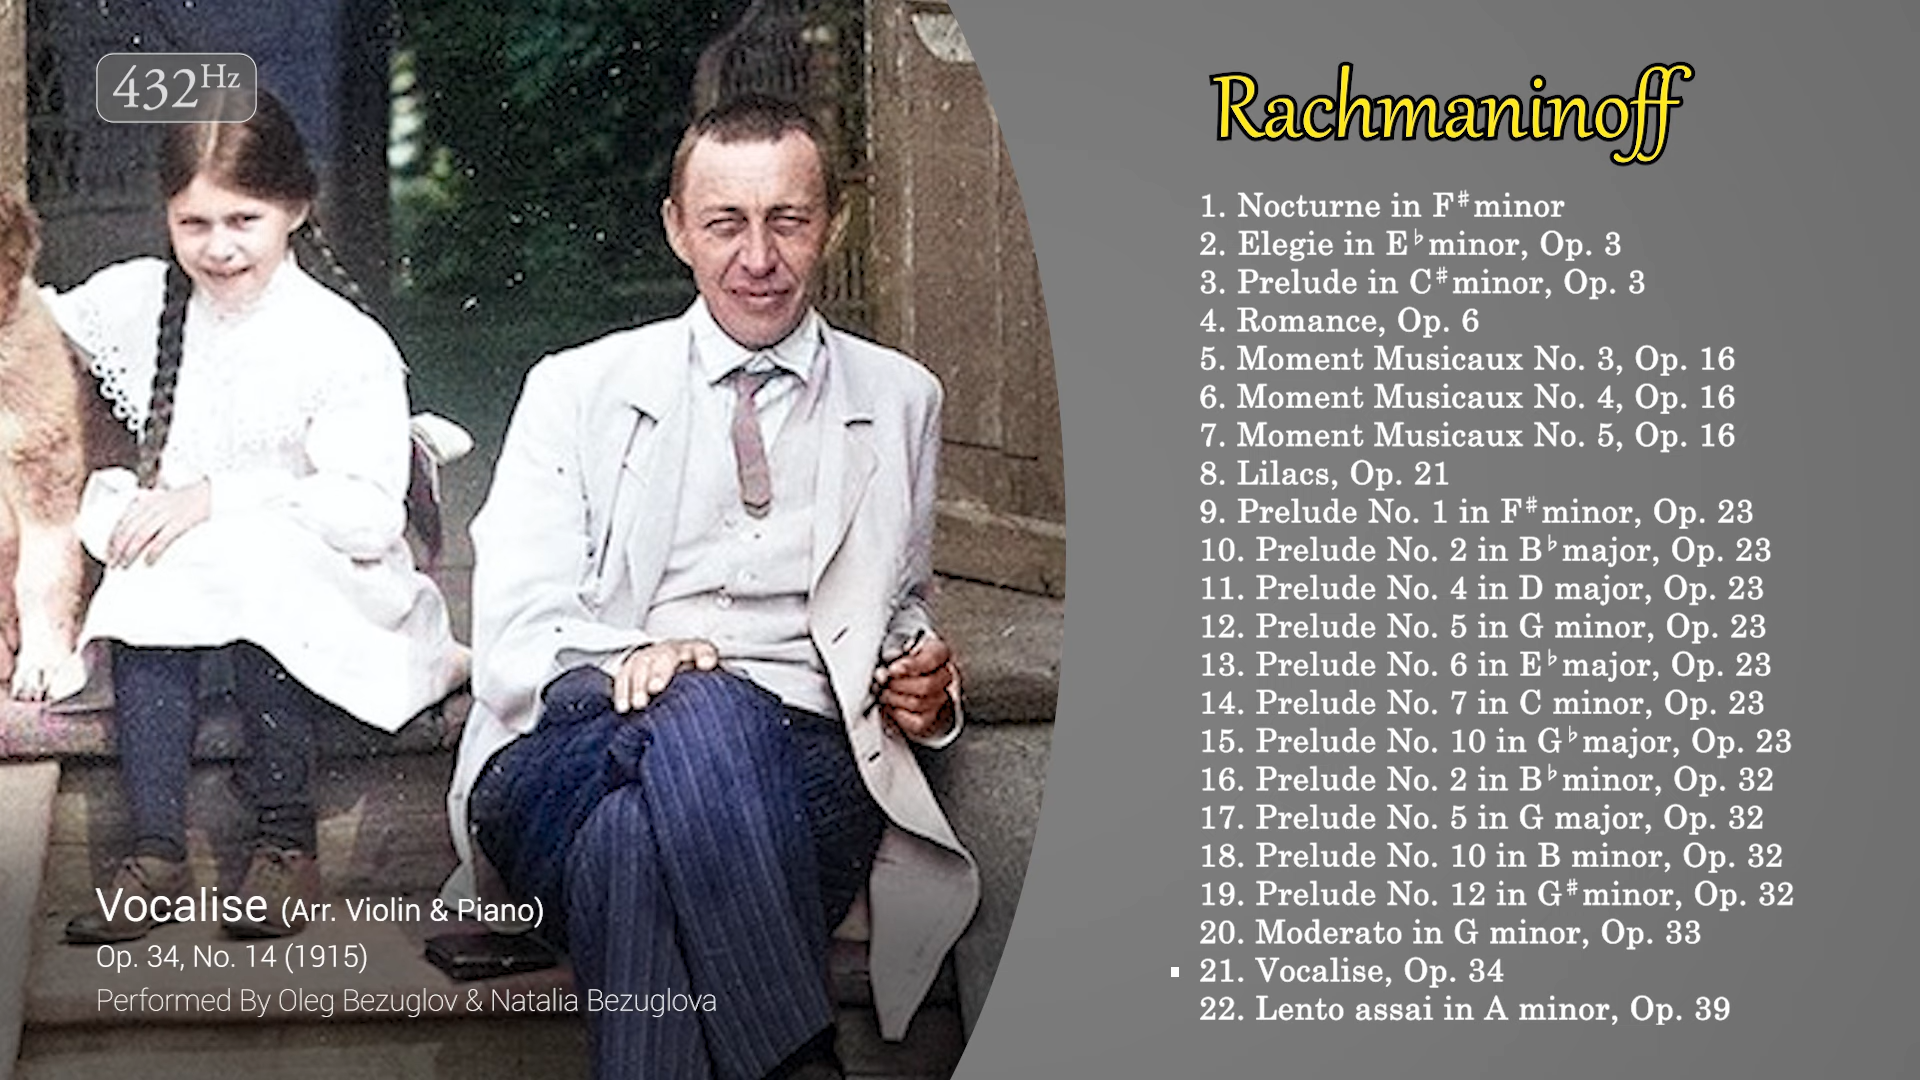 432Hz
Vocalise (Arr. Violin & Piano)
Op. 34, No. 14 (1915)
Performed By Oleg Bezuglov & Natalia Bezuglova
Rachmaninoff
1. Nocturne in F♯minor
2. Elegie in E♭minor, Op. 3
3. Prelude in C♯minor, Op. 3
4. Romance, Op. 6
5. Moment Musicaux No. 3, Op. 16
6. Moment Musicaux No. 4, Op. 16
7. Moment Musicaux No. 5, Op. 16
8. Lilacs, Op. 21
9. Prelude No. 1 in F♯minor, Op. 23
10. Prelude No. 2 in B♭major, Op. 23
11. Prelude No. 4 in D major, Op. 23
12. Prelude No. 5 in G minor, Op. 23
13. Prelude No. 6 in E♭major, Op. 23
14. Prelude No. 7 in C minor, Op. 23
15. Prelude No. 10 in G♭major, Op. 23
16. Prelude No. 2 in B♭minor, Op. 32
17. Prelude No. 5 in G major, Op. 32
18. Prelude No. 10 in B minor, Op. 32
19. Prelude No. 12 in G♯minor, Op. 32
20. Moderato in G minor, Op. 33
21. Vocalise, Op. 34
22. Lento assai in A minor, Op. 39